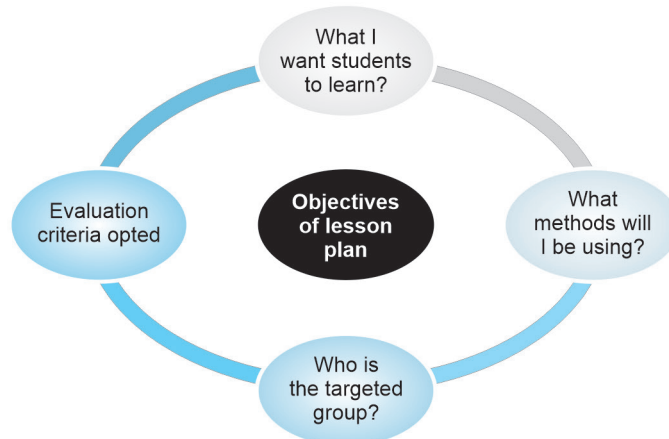 What I
want students
to learn?
Evaluation
criteria opted
Objectives
of lesson
plan
What
methods will
I be using?
Who is
the targeted
group?